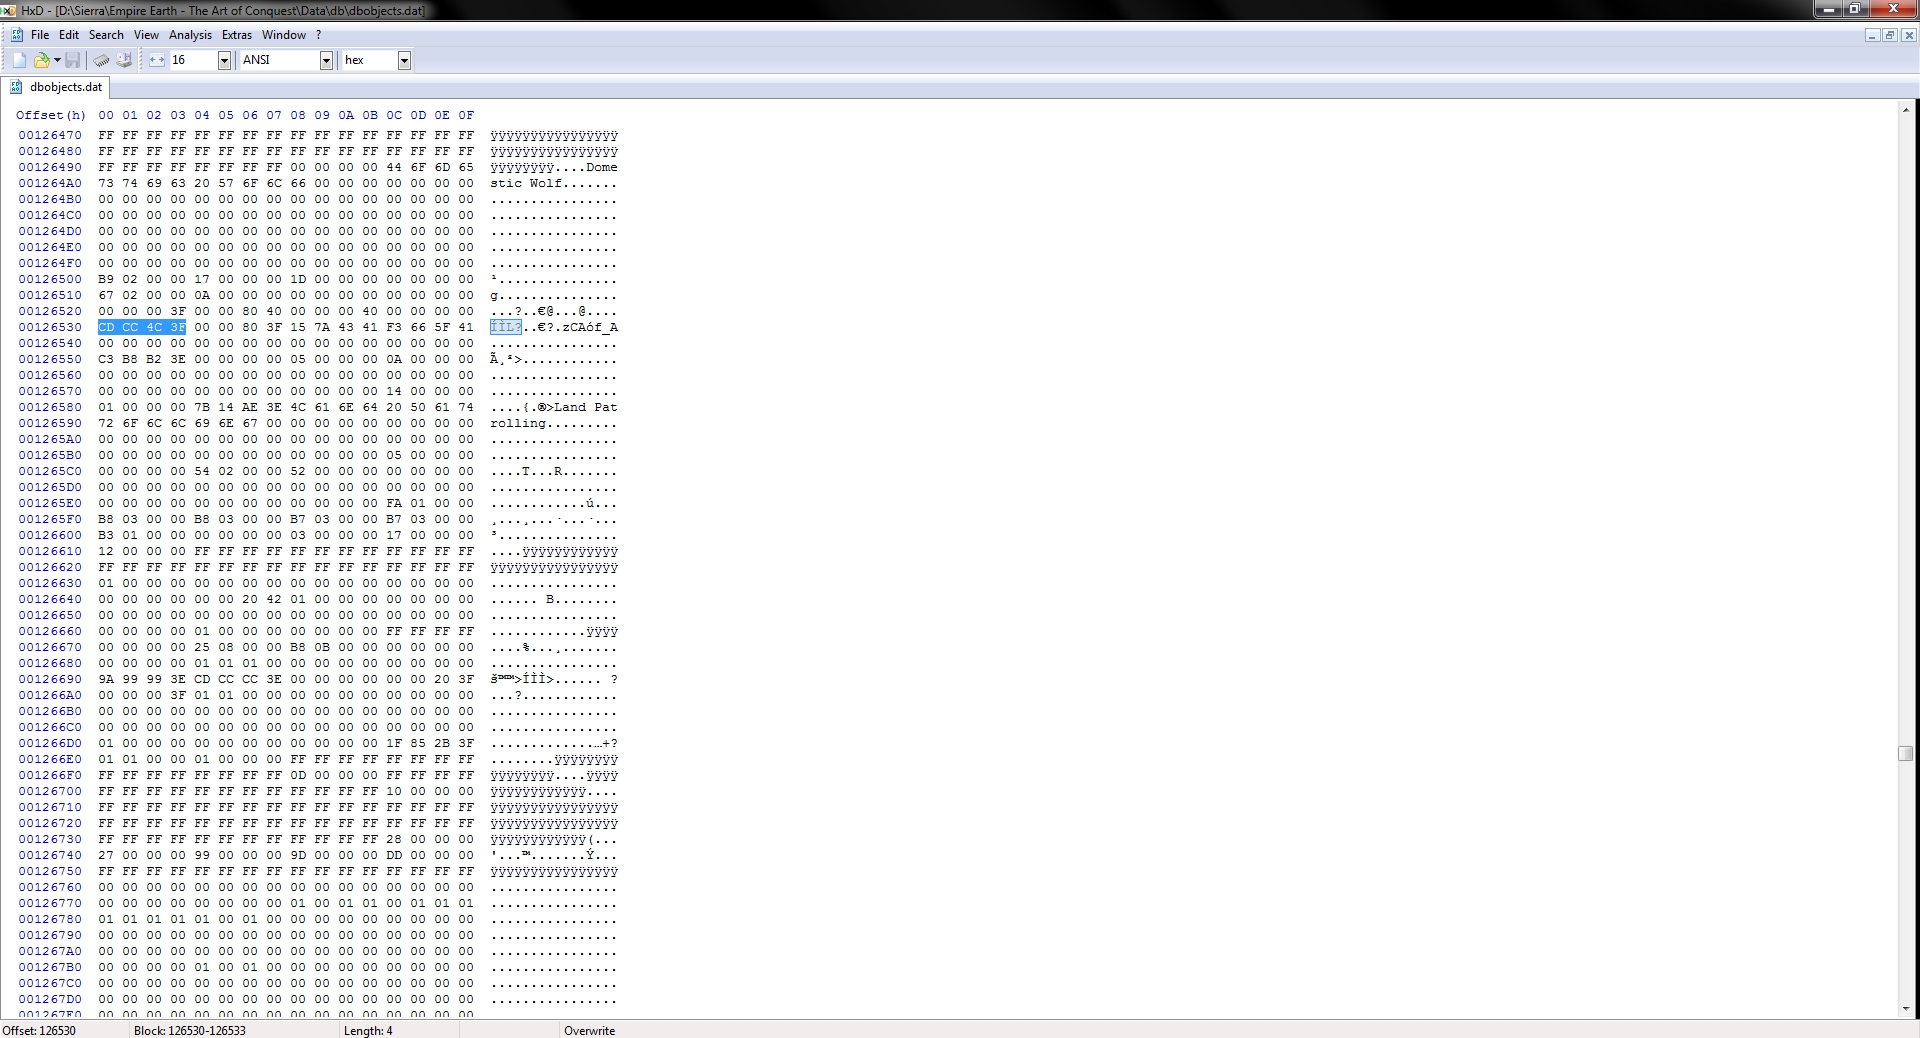 HxD - [D:\Sierra\Empire Earth - The Art of Conquest\Data\db\dbobjects.dat]
File Edit Search View Analysis Extras Window ?
16 ANSI hex
dbobjects.dat
Offset(h) 00 01 02 03 04 05 06 07 08 09 0A 0B 0C 0D 0E 0F
00126470 FF FF FF FF FF FF FF FF FF FF FF FF FF FF FF FF ÿÿÿÿÿÿÿÿÿÿÿÿÿÿÿÿ
00126480 FF FF FF FF FF FF FF FF FF FF FF FF FF FF FF FF ÿÿÿÿÿÿÿÿÿÿÿÿÿÿÿÿ
00126490 FF FF FF FF FF FF FF FF 00 00 00 00 44 6F 6D 65 ÿÿÿÿÿÿÿÿ....Dome
001264A0 73 74 69 63 20 57 6F 6C 66 00 00 00 00 00 00 00 stic Wolf.......
001264B0 00 00 00 00 00 00 00 00 00 00 00 00 00 00 00 00 ................
001264C0 00 00 00 00 00 00 00 00 00 00 00 00 00 00 00 00 ................
001264D0 00 00 00 00 00 00 00 00 00 00 00 00 00 00 00 00 ................
001264E0 00 00 00 00 00 00 00 00 00 00 00 00 00 00 00 00 ................
001264F0 00 00 00 00 00 00 00 00 00 00 00 00 00 00 00 00 ................
00126500 B9 02 00 00 17 00 00 00 1D 00 00 00 00 00 00 00 ¹...............
00126510 67 02 00 00 0A 00 00 00 00 00 00 00 00 00 00 00 g...............
00126520 00 00 00 3F 00 00 80 40 00 00 00 40 00 00 00 00 ...?..€@...@....
00126530 CD CC 4C 3F 00 00 80 3F 15 7A 43 41 F3 66 5F 41 ÍÌL?..€?.zCAóf_A
00126540 00 00 00 00 00 00 00 00 00 00 00 00 00 00 00 00 ................
00126550 C3 B8 B2 3E 00 00 00 00 05 00 00 00 0A 00 00 00 Ã¸²>............
00126560 00 00 00 00 00 00 00 00 00 00 00 00 00 00 00 00 ................
00126570 00 00 00 00 00 00 00 00 00 00 00 00 14 00 00 00 ................
00126580 01 00 00 00 7B 14 AE 3E 4C 61 6E 64 20 50 61 74 ....{.®>Land Pat
00126590 72 6F 6C 6C 69 6E 67 00 00 00 00 00 00 00 00 00 rolling.........
001265A0 00 00 00 00 00 00 00 00 00 00 00 00 00 00 00 00 ................
001265B0 00 00 00 00 00 00 00 00 00 00 00 00 05 00 00 00 ................
001265C0 00 00 00 00 54 02 00 00 52 00 00 00 00 00 00 00 ....T...R.......
001265D0 00 00 00 00 00 00 00 00 00 00 00 00 00 00 00 00 ................
001265E0 00 00 00 00 00 00 00 00 00 00 00 00 FA 01 00 00 ............ú...
001265F0 B8 03 00 00 B8 03 00 00 B7 03 00 00 B7 03 00 00 ¸...¸...·...·...
00126600 B3 01 00 00 00 00 00 00 03 00 00 00 17 00 00 00 ³...............
00126610 12 00 00 00 FF FF FF FF FF FF FF FF FF FF FF FF ....ÿÿÿÿÿÿÿÿÿÿÿÿ
00126620 FF FF FF FF FF FF FF FF FF FF FF FF FF FF FF FF ÿÿÿÿÿÿÿÿÿÿÿÿÿÿÿÿ
00126630 01 00 00 00 00 00 00 00 00 00 00 00 00 00 00 00 ................
00126640 00 00 00 00 00 00 20 42 01 00 00 00 00 00 00 00 ...... B........
00126650 00 00 00 00 00 00 00 00 00 00 00 00 00 00 00 00 ................
00126660 00 00 00 00 01 00 00 00 00 00 00 00 FF FF FF FF ............ÿÿÿÿ
00126670 00 00 00 00 25 08 00 00 B8 0B 00 00 00 00 00 00 ....%...¸.......
00126680 00 00 00 00 01 01 01 00 00 00 00 00 00 00 00 00 ................
00126690 9A 99 99 3E CD CC CC 3E 00 00 00 00 00 00 20 3F š™™>ÍÌÌ>...... ?
001266A0 00 00 00 3F 01 01 00 00 00 00 00 00 00 00 00 00 ...?............
001266B0 00 00 00 00 00 00 00 00 00 00 00 00 00 00 00 00 ................
001266C0 00 00 00 00 00 00 00 00 00 00 00 00 00 00 00 00 ................
001266D0 01 00 00 00 00 00 00 00 00 00 00 00 1F 85 2B 3F .............…+?
001266E0 01 01 00 00 01 00 00 00 FF FF FF FF FF FF FF FF ........ÿÿÿÿÿÿÿÿ
001266F0 FF FF FF FF FF FF FF FF 0D 00 00 00 FF FF FF FF ÿÿÿÿÿÿÿÿ....ÿÿÿÿ
00126700 FF FF FF FF FF FF FF FF FF FF FF FF 10 00 00 00 ÿÿÿÿÿÿÿÿÿÿÿÿ....
00126710 FF FF FF FF FF FF FF FF FF FF FF FF FF FF FF FF ÿÿÿÿÿÿÿÿÿÿÿÿÿÿÿÿ
00126720 FF FF FF FF FF FF FF FF FF FF FF FF FF FF FF FF ÿÿÿÿÿÿÿÿÿÿÿÿÿÿÿÿ
00126730 FF FF FF FF FF FF FF FF FF FF FF FF 28 00 00 00 ÿÿÿÿÿÿÿÿÿÿÿÿ(...
00126740 27 00 00 00 99 00 00 00 9D 00 00 00 DD 00 00 00 '...™.......Ý...
00126750 FF FF FF FF FF FF FF FF FF FF FF FF FF FF FF FF ÿÿÿÿÿÿÿÿÿÿÿÿÿÿÿÿ
00126760 00 00 00 00 00 00 00 00 00 00 00 00 00 00 00 00 ................
00126770 00 00 00 00 00 00 00 00 01 00 01 01 00 01 01 01 ................
00126780 01 01 01 01 01 00 01 00 00 00 00 00 00 00 00 00 ................
00126790 00 00 00 00 00 00 00 00 00 00 00 00 00 00 00 00 ................
001267A0 00 00 00 00 00 00 00 00 00 00 00 00 00 00 00 00 ................
001267B0 00 00 00 00 01 00 01 00 00 00 00 00 00 00 00 00 ................
001267C0 00 00 00 00 00 00 00 00 00 00 00 00 00 00 00 00 ................
001267D0 00 00 00 00 00 00 00 00 00 00 00 00 00 00 00 00 ................
001267E0 00 00 00 00 00 00 00 00 00 00 00 00 00 00 00 00 ................
Offset: 126530 Block: 126530-126533 Length: 4 Overwrite